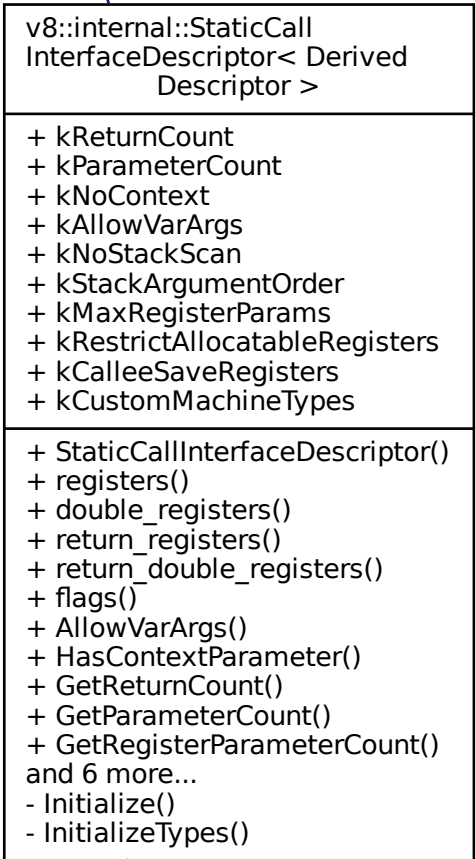 v8::internal::StaticCall
InterfaceDescriptor< Derived
Descriptor >
+ kReturnCount
+ kParameterCount
+ kNoContext
+ kAllowVarArgs
+ kNoStackScan
+ kStackArgumentOrder
+ kMaxRegisterParams
+ kRestrictAllocatableRegisters
+ kCalleeSaveRegisters
+ kCustomMachineTypes
+ StaticCallInterfaceDescriptor()
+ registers()
+ double_registers()
+ return_registers()
+ return_double_registers()
+ flags()
+ AllowVarArgs()
+ HasContextParameter()
+ GetReturnCount()
+ GetParameterCount()
+ GetRegisterParameterCount()
and 6 more...
- Initialize()
- InitializeTypes()